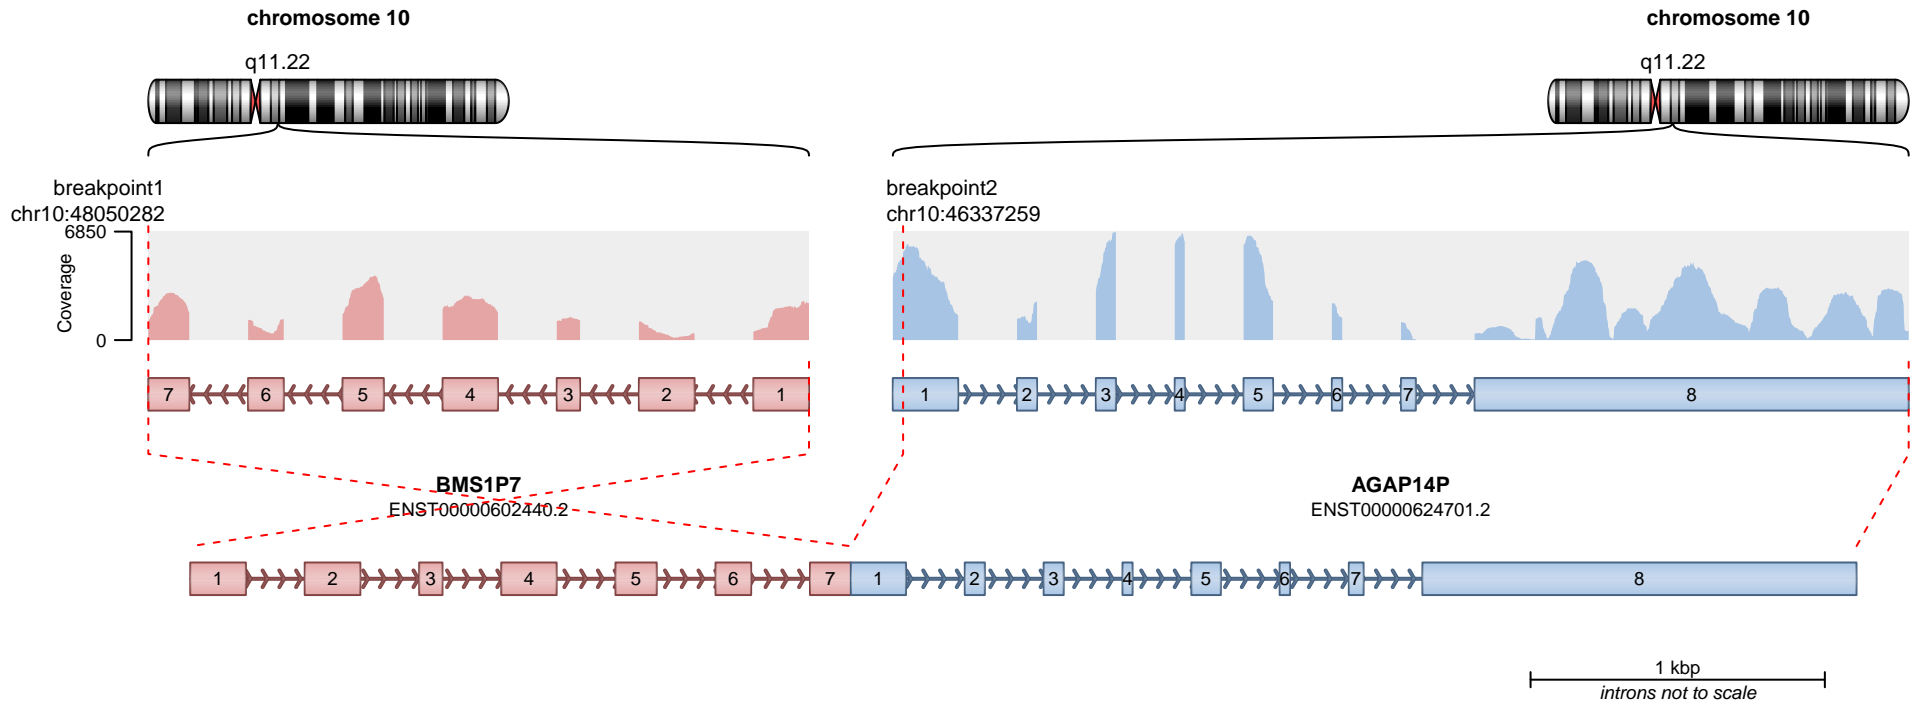 chromosome 10
chromosome 10
q11.22
q11.22
breakpoint1
chr10:48050282
breakpoint2
chr10:46337259
6850
Coverage
0
7 6 5 4 3 2 1
1 2 3 4 5 6 7 8
BMS1P7
ENST00000602440.2
AGAP14P
ENST00000624701.2
1 2 3 4 5 6 7 1 2 3 4 5 6 7 8
1 kbp
introns not to scale